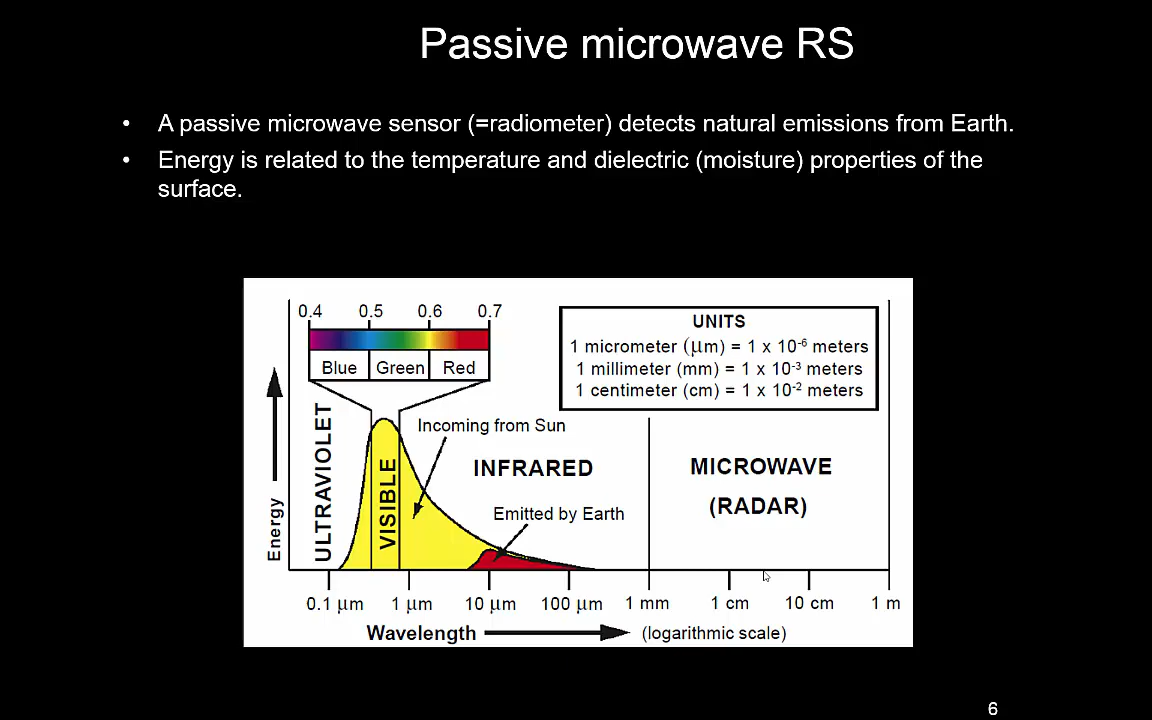 Passive microwave RS
• A passive microwave sensor (=radiometer) detects natural emissions from Earth.
• Energy is related to the temperature and dielectric (moisture) properties of the
surface.
0.4 0.5 0.6 0.7
Blue Green Red
UNITS
1 micrometer (μm) = 1 x 10⁻⁶ meters
1 millimeter (mm) = 1 x 10⁻³ meters
1 centimeter (cm) = 1 x 10⁻² meters
Energy
ULTRAVIOLET
VISIBLE
Incoming from Sun
INFRARED
Emitted by Earth
MICROWAVE
(RADAR)
0.1 μm 1 μm 10 μm 100 μm 1 mm 1 cm 10 cm 1 m
Wavelength (logarithmic scale)
6